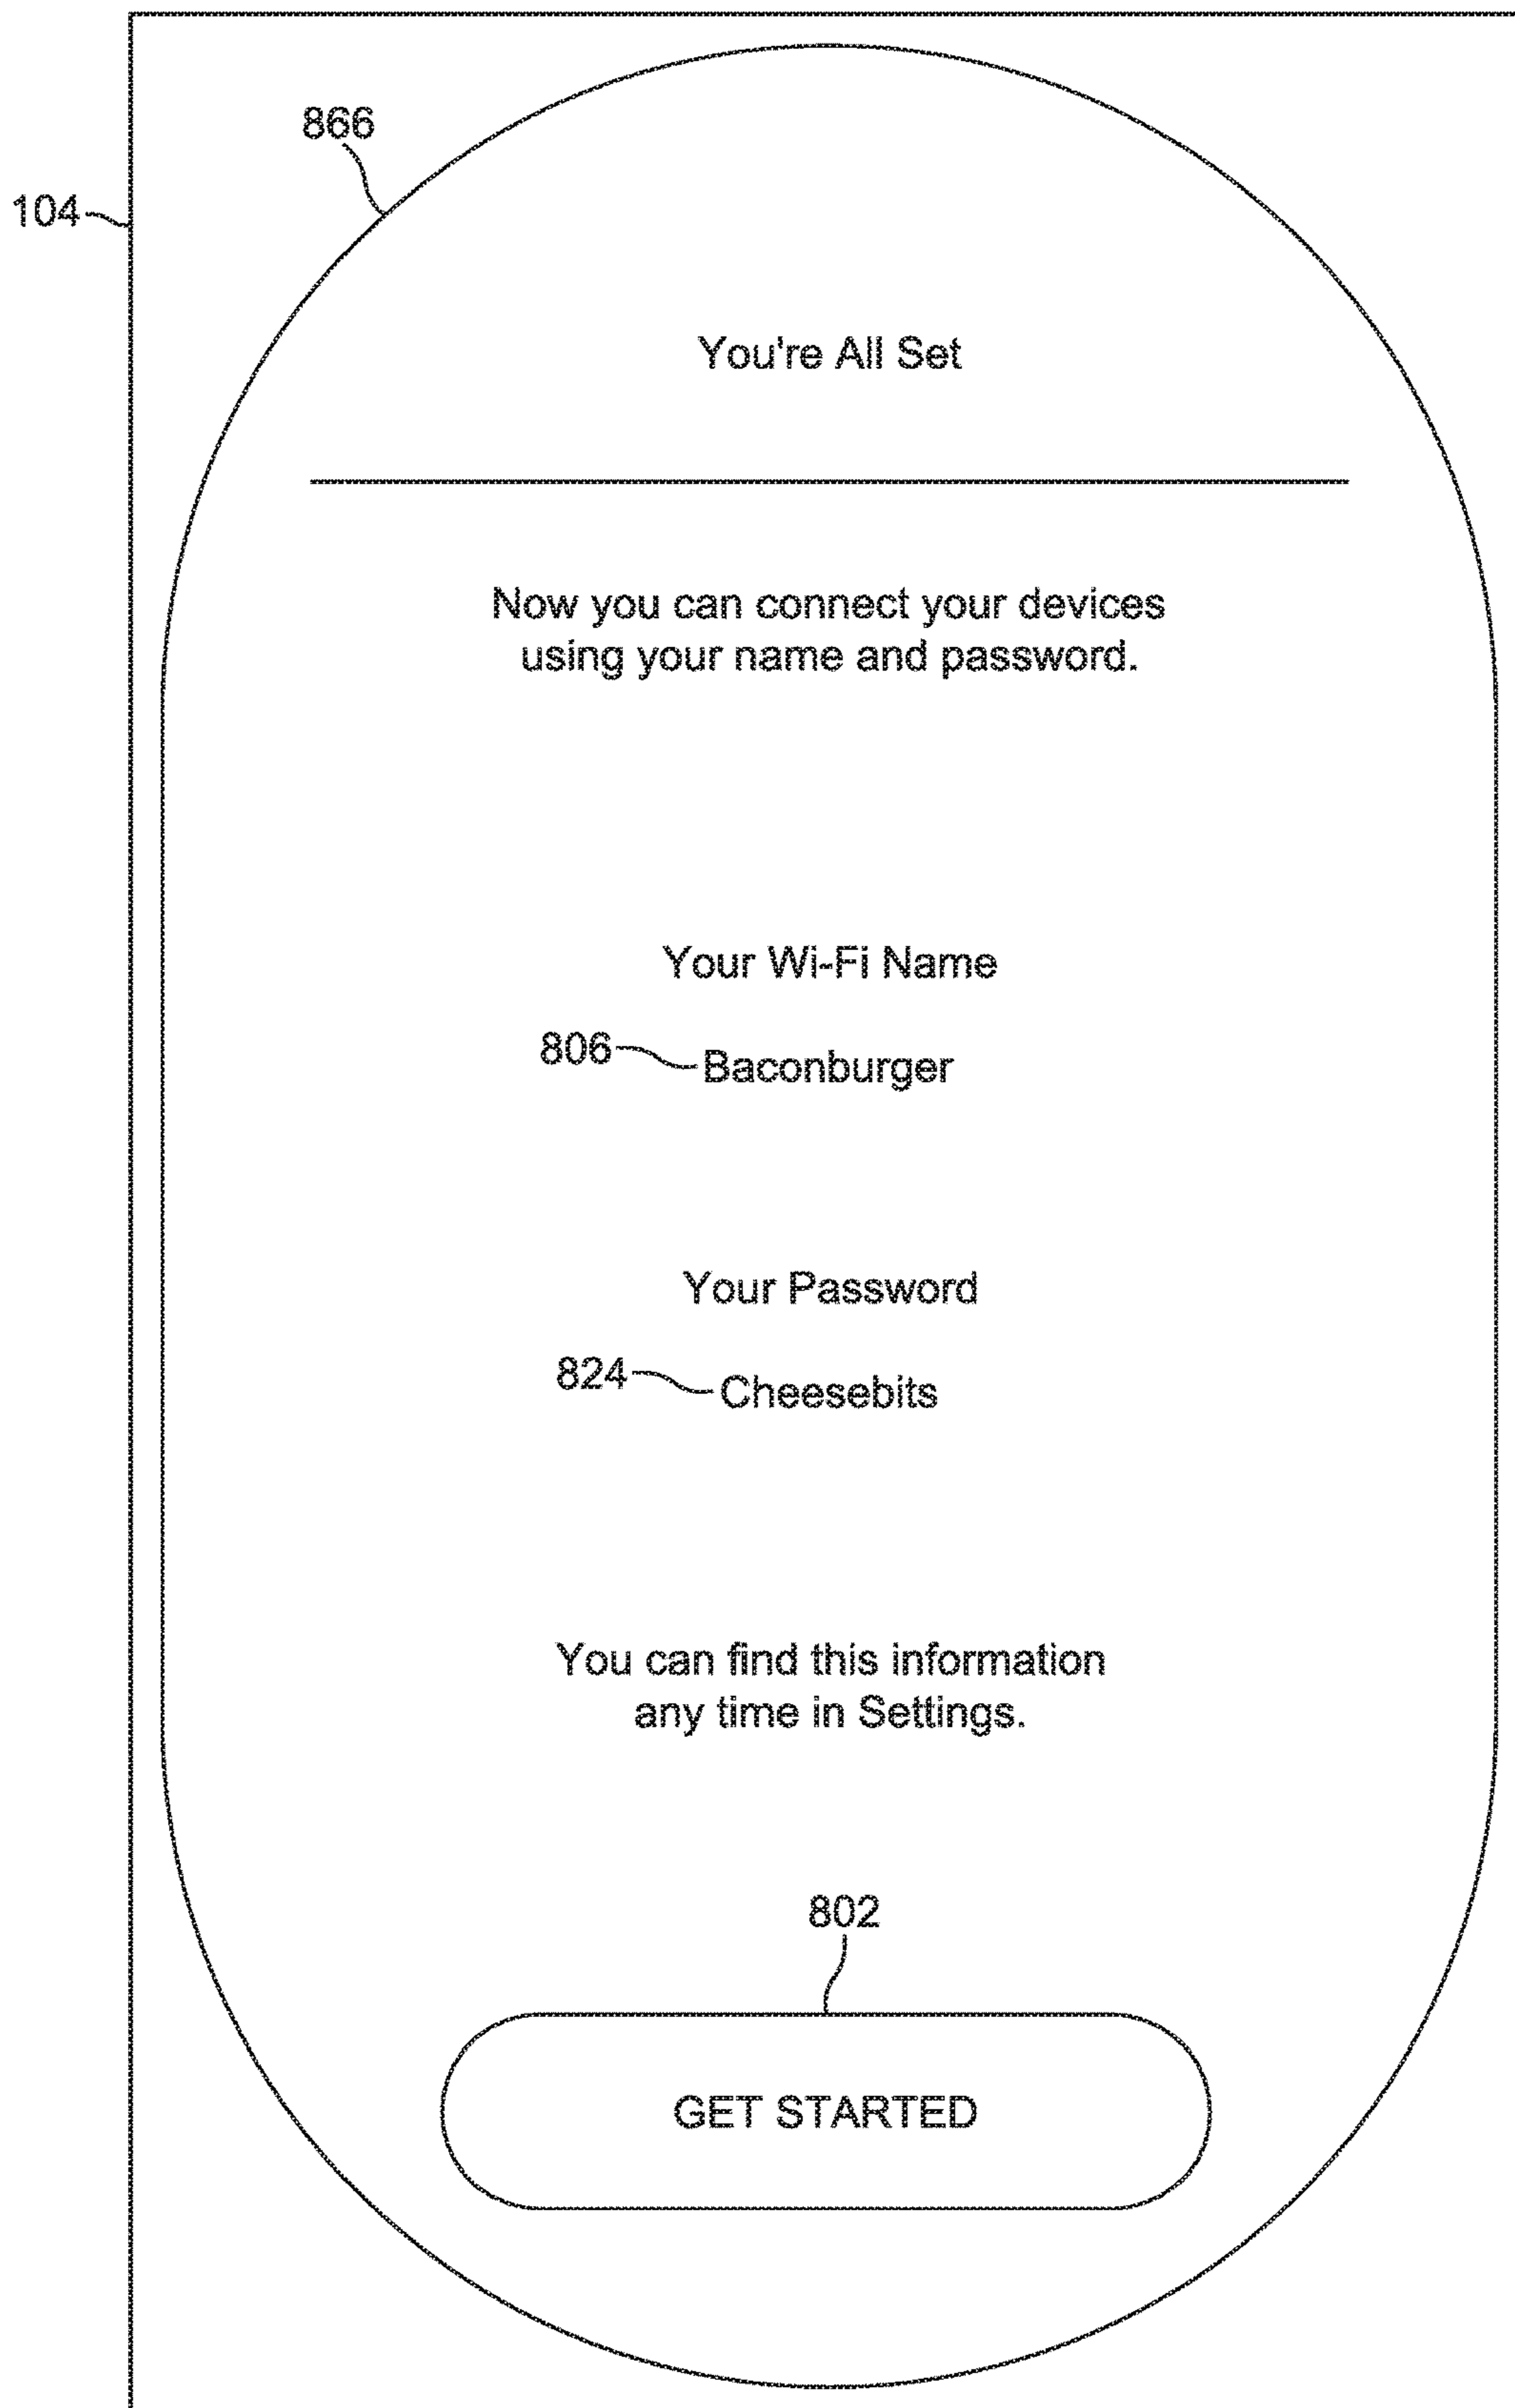 866
104
You're All Set
Now you can connect your devices
using your name and password.
Your Wi-Fi Name
806
Baconburger
Your Password
824
Cheesebits
You can find this information
any time in Settings.
802
GET STARTED